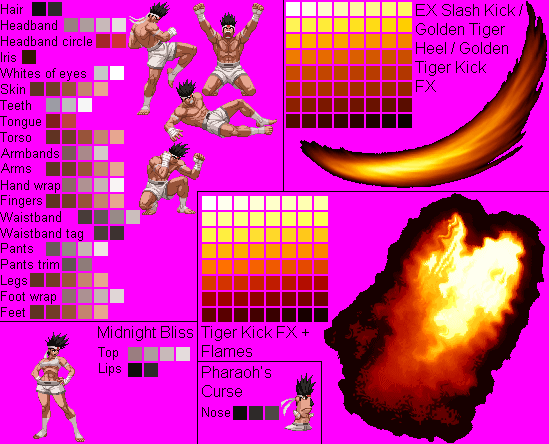 Hair
Headband
Headband circle
Iris
Whites of eyes
Skin
Teeth
Tongue
Torso
Armbands
Arms
Hand wrap
Fingers
Waistband
Waistband tag
Pants
Pants trim
Legs
Foot wrap
Feet
EX Slash Kick /
Golden Tiger
Heel / Golden
Tiger Kick
FX
Midnight Bliss
Top
Lips
Tiger Kick FX +
Flames
Pharaoh's
Curse
Nose